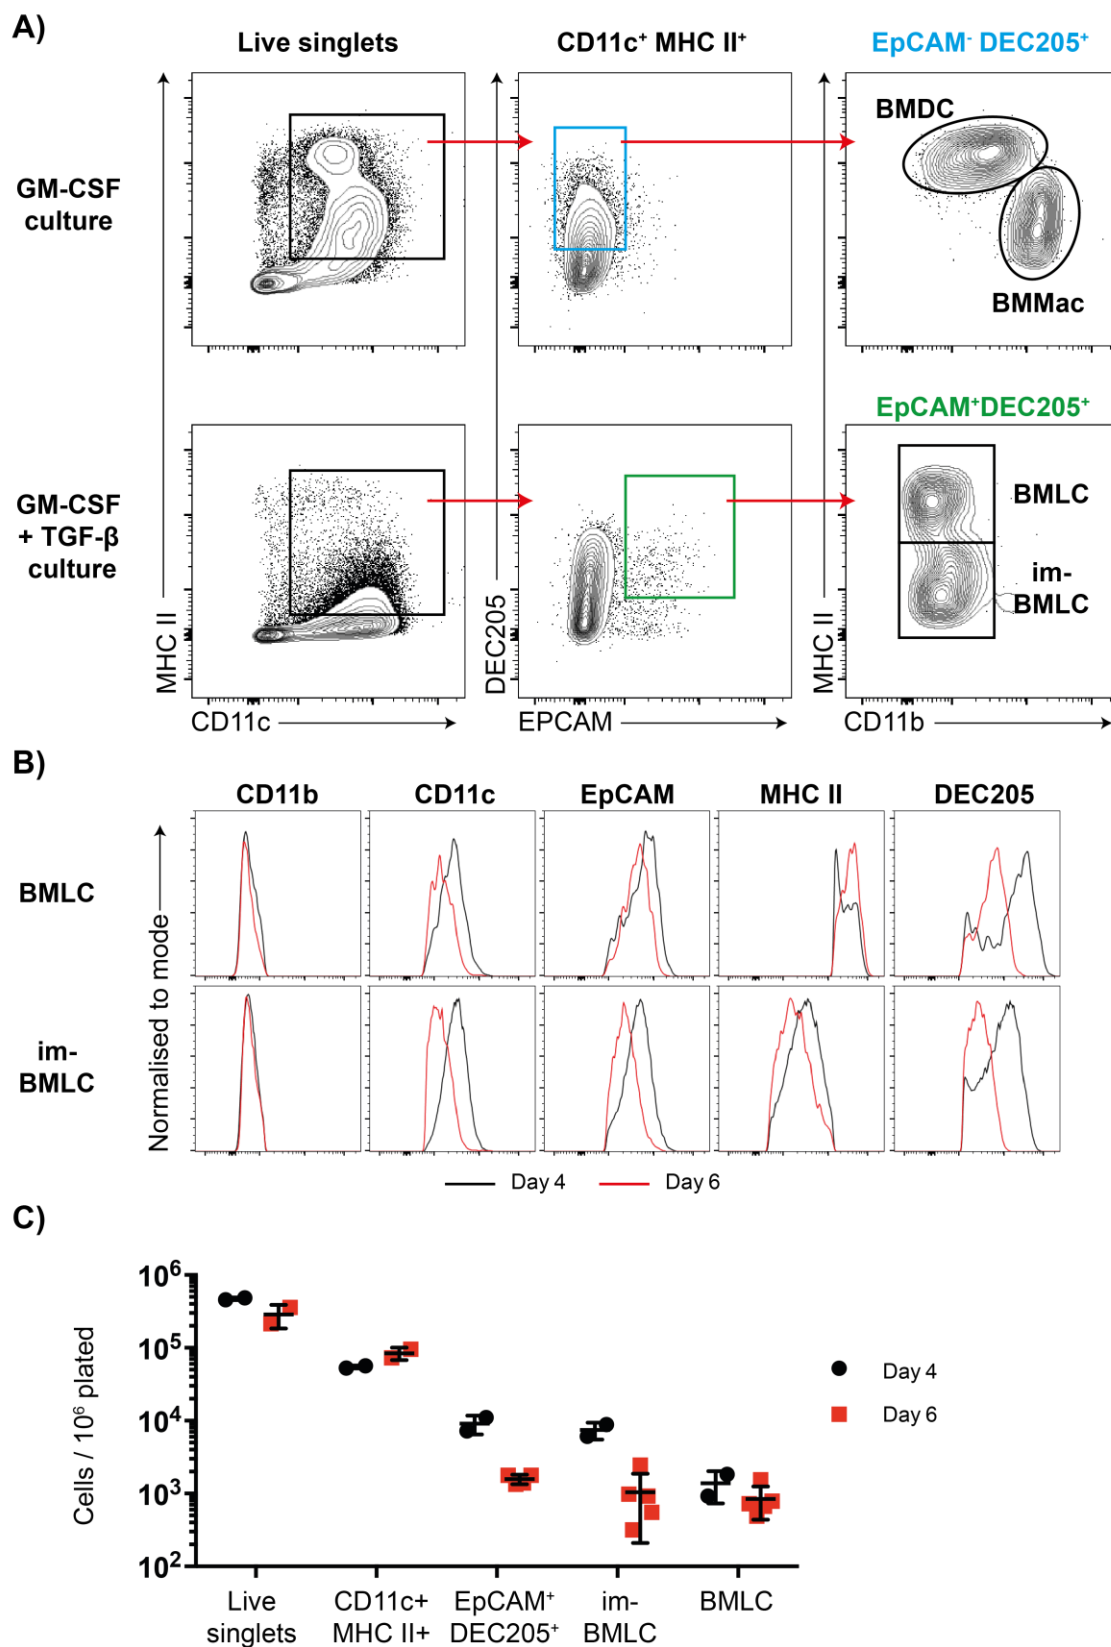 A)
Live singlets
CD11c⁺ MHC II⁺
EpCAM⁻ DEC205⁺
GM-CSF
culture
MHC II
DEC205
MHC II
BMDC
BMMac
EpCAM⁺DEC205⁺
GM-CSF
+ TGF-β
culture
BMLC
im-
BMLC
CD11c
EPCAM
CD11b
B)
CD11b
CD11c
EpCAM
MHC II
DEC205
BMLC
im-
BMLC
Normalised to mode
Day 4
Day 6
C)
Cells / 10⁶ plated
10⁶
10⁵
10⁴
10³
10²
Day 4
Day 6
Live
singlets
CD11c+
MHC II+
EpCAM⁺
DEC205⁺
im-
BMLC
BMLC